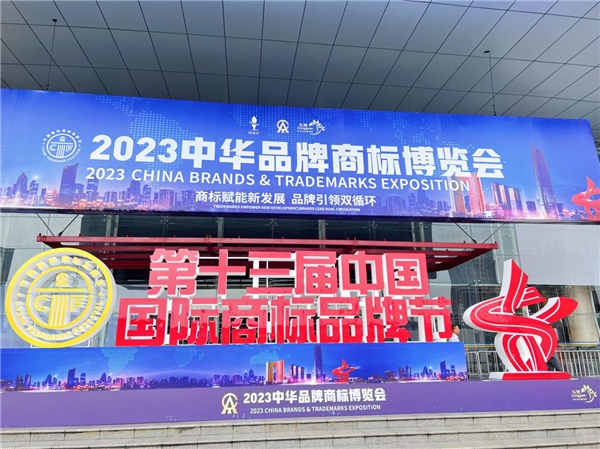 2023中华品牌商标博览会
2023 CHINA BRANDS & TRADEMARKS EXPOSITION
商标赋能新发展 品牌引领双循环
TRADEMARKS EMPOWER NEW DEVELOPMENT, BRANDS LEAD DUAL CIRCULATION
第十三届中国
国际商标品牌节
2023中华品牌商标博览会
2023 CHINA BRANDS & TRADEMARKS EXPOSITION